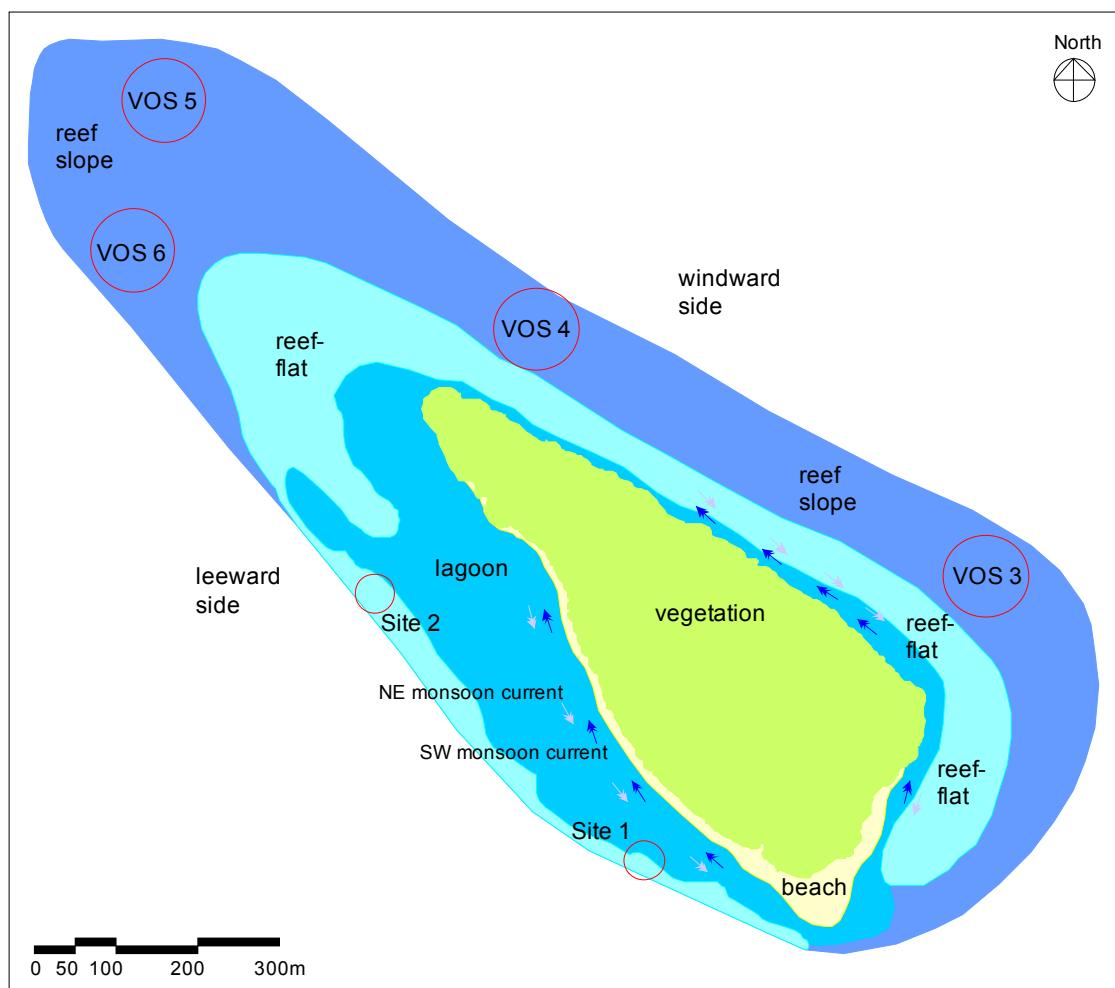 North
VOS 5
reef
slope
VOS 6
windward
side
VOS 4
reef-
flat
reef
slope
VOS 3
lagoon
leeward
side
vegetation
Site 2
reef-
flat
NE monsoon current
SW monsoon current
reef-
flat
Site 1
beach
0 50 100 200 300m